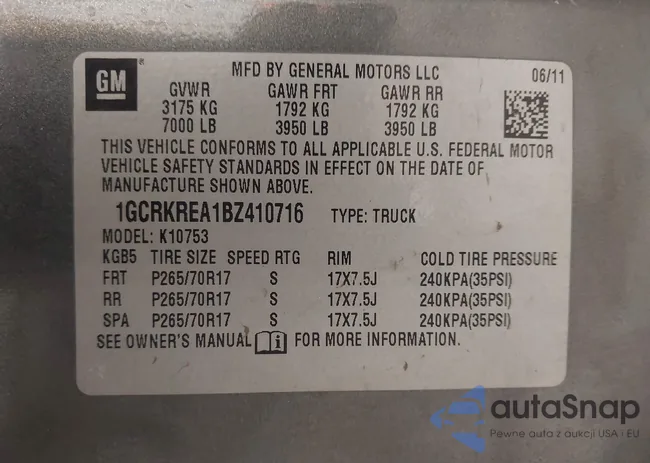 GM
MFD BY GENERAL MOTORS LLC
06/11
GVWR GAWR FRT GAWR RR
3175 KG 1792 KG 1792 KG
7000 LB 3950 LB 3950 LB
THIS VEHICLE CONFORMS TO ALL APPLICABLE U.S. FEDERAL MOTOR
VEHICLE SAFETY STANDARDS IN EFFECT ON THE DATE OF
MANUFACTURE SHOWN ABOVE.
1GCRKREA1BZ410716 TYPE: TRUCK
MODEL: K10753
KGB5 TIRE SIZE SPEED RTG RIM COLD TIRE PRESSURE
FRT P265/70R17 S 17X7.5J 240KPA(35PSI)
RR P265/70R17 S 17X7.5J 240KPA(35PSI)
SPA P265/70R17 S 17X7.5J 240KPA(35PSI)
SEE OWNER'S MANUAL FOR MORE INFORMATION.
autaSnap
Pewne auta z aukcji USA i EU